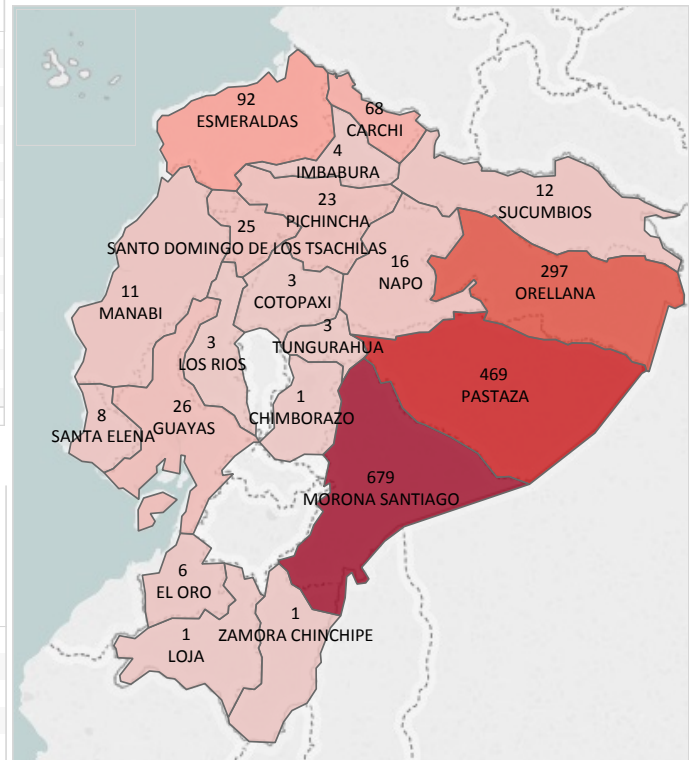 92
ESMERALDAS
68
CARCHI
4
IMBABURA
12
SUCUMBIOS
23
PICHINCHA
25
SANTO DOMINGO DE LOS TSACHILAS
16
NAPO
297
ORELLANA
3
COTOPAXI
11
MANABI
3
TUNGURAHUA
3
LOS RIOS
469
PASTAZA
1
CHIMBORAZO
8
SANTA ELENA
26
GUAYAS
679
MORONA SANTIAGO
6
EL ORO
1
ZAMORA CHINCHIPE
1
LOJA